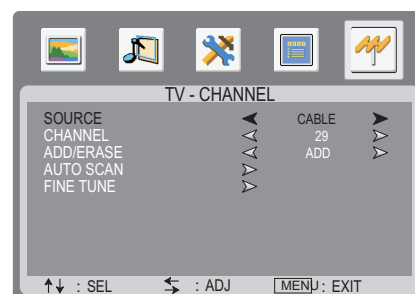 TV - CHANNEL
SOURCE CABLE
CHANNEL 29
ADD/ERASE ADD
AUTO SCAN
FINE TUNE
: SEL : ADJ MENU : EXIT